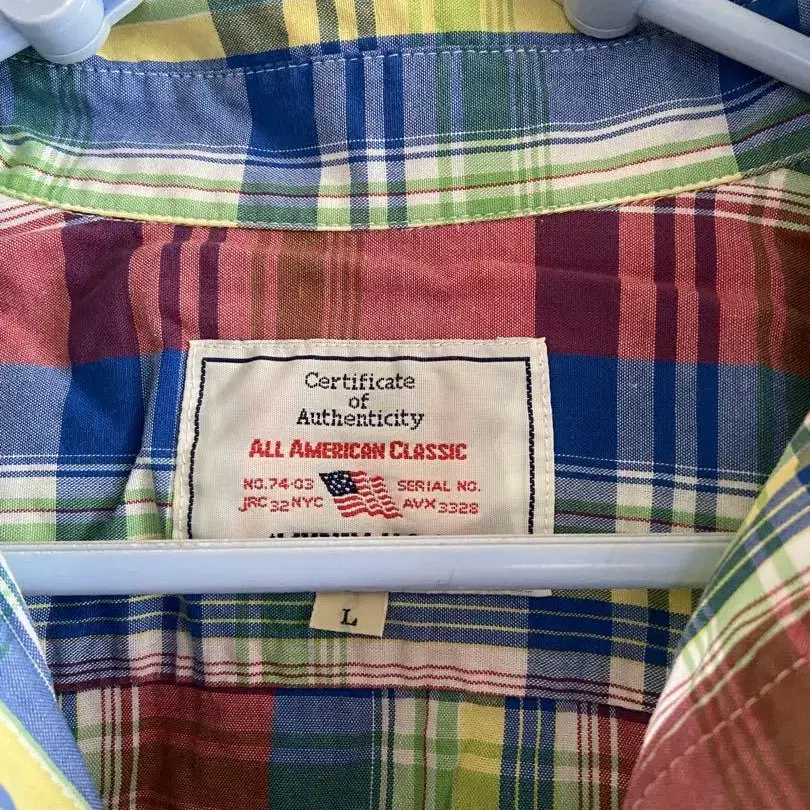 Certificate
of
Authenticity
ALL AMERICAN CLASSIC
NO.74-03 SERIAL NO.
JRC 32 NYC AVX 3328
L